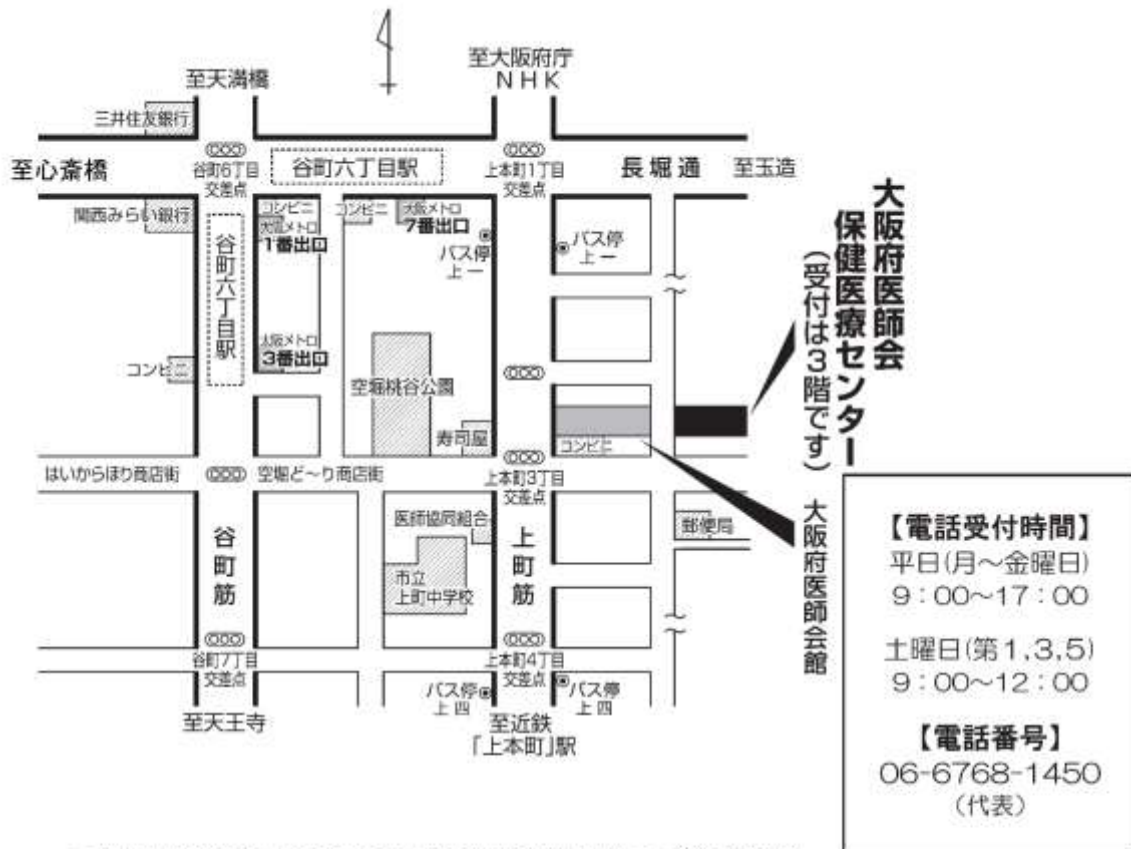 至大阪府庁
NHK
至天満橋
三井住友銀行
至心斎橋
谷町6丁目
交差点
谷町六丁目駅
上本町1丁目
交差点
長堀通
至玉造
関西みらい銀行
コンビニ
大阪メトロ
1番出口
コンビニ
大阪メトロ
7番出口
バス停
上一
バス停
上一
谷町六丁目駅
大阪メトロ
3番出口
コンビニ
空堀桃谷公園
寿司屋
コンビニ
はいからほり商店街
空堀ど〜り商店街
上本町3丁目
交差点
医師協同組合
郵便局
谷町筋
上町筋
市立
上町中学校
谷町7丁目
交差点
上本町4丁目
交差点
バス停
上四
バス停
上四
至天王寺
至近鉄
「上本町」駅
大阪府医師会
保健医療センター
(受付は3階です)
大阪府医師会館
【電話受付時間】
平日(月〜金曜日)
9:00〜17:00
土曜日(第1,3,5)
9:00〜12:00
【電話番号】
06-6768-1450
(代表)